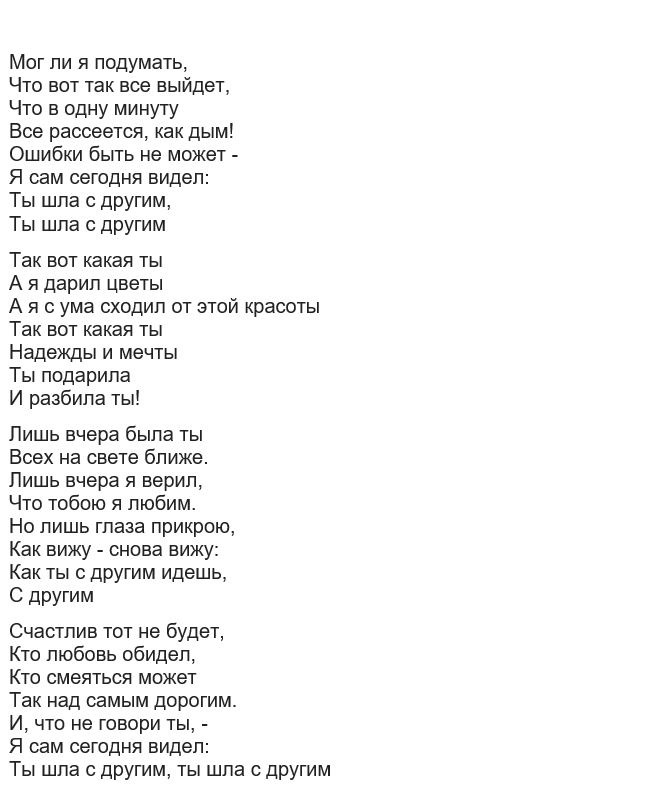 Мог ли я подумать,
Что вот так все выйдет,
Что в одну минуту
Все рассеется, как дым!
Ошибки быть не может -
Я сам сегодня видел:
Ты шла с другим,
Ты шла с другим
Так вот какая ты
А я дарил цветы
А я с ума сходил от этой красоты
Так вот какая ты
Надежды и мечты
Ты подарила
И разбила ты!
Лишь вчера была ты
Всех на свете ближе.
Лишь вчера я верил,
Что тобою я любим.
Но лишь глаза прикрою,
Как вижу - снова вижу:
Как ты с другим идешь,
С другим
Счастлив тот не будет,
Кто любовь обидел,
Кто смеяться может
Так над самым дорогим.
И, что не говори ты, -
Я сам сегодня видел:
Ты шла с другим, ты шла с другим